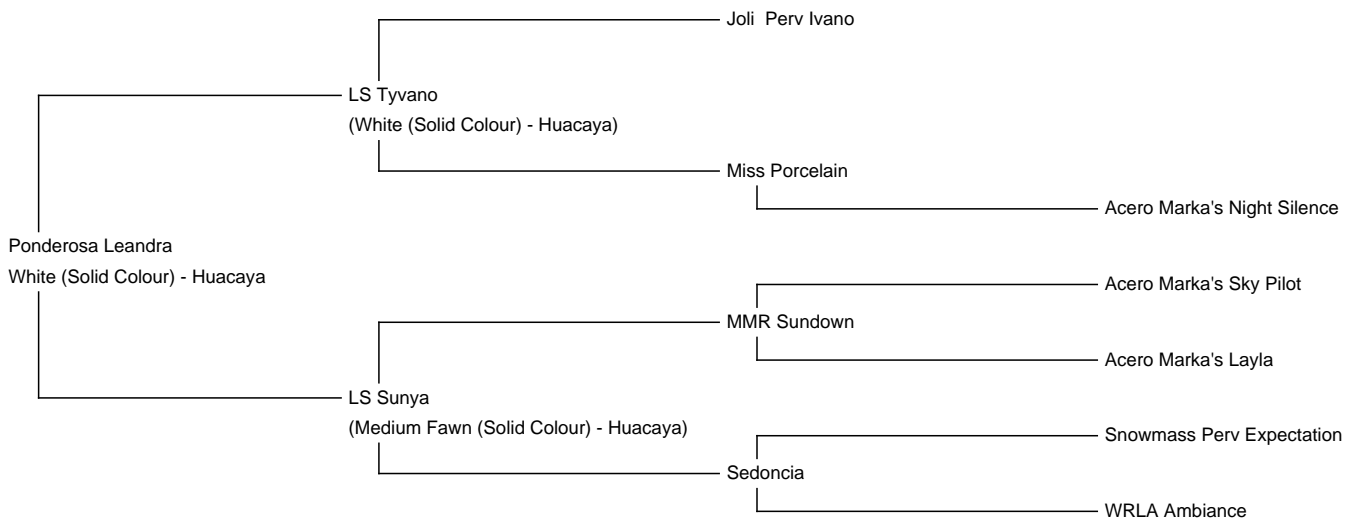 Joli  Perv Ivano
LS Tyvano
(White (Solid Colour) - Huacaya)
Miss Porcelain
Acero Marka's Night Silence
Ponderosa Leandra
White (Solid Colour) - Huacaya
Acero Marka's Sky Pilot
MMR Sundown
Acero Marka's Layla
LS Sunya
(Medium Fawn (Solid Colour) - Huacaya)
Snowmass Perv Expectation
Sedoncia
WRLA Ambiance